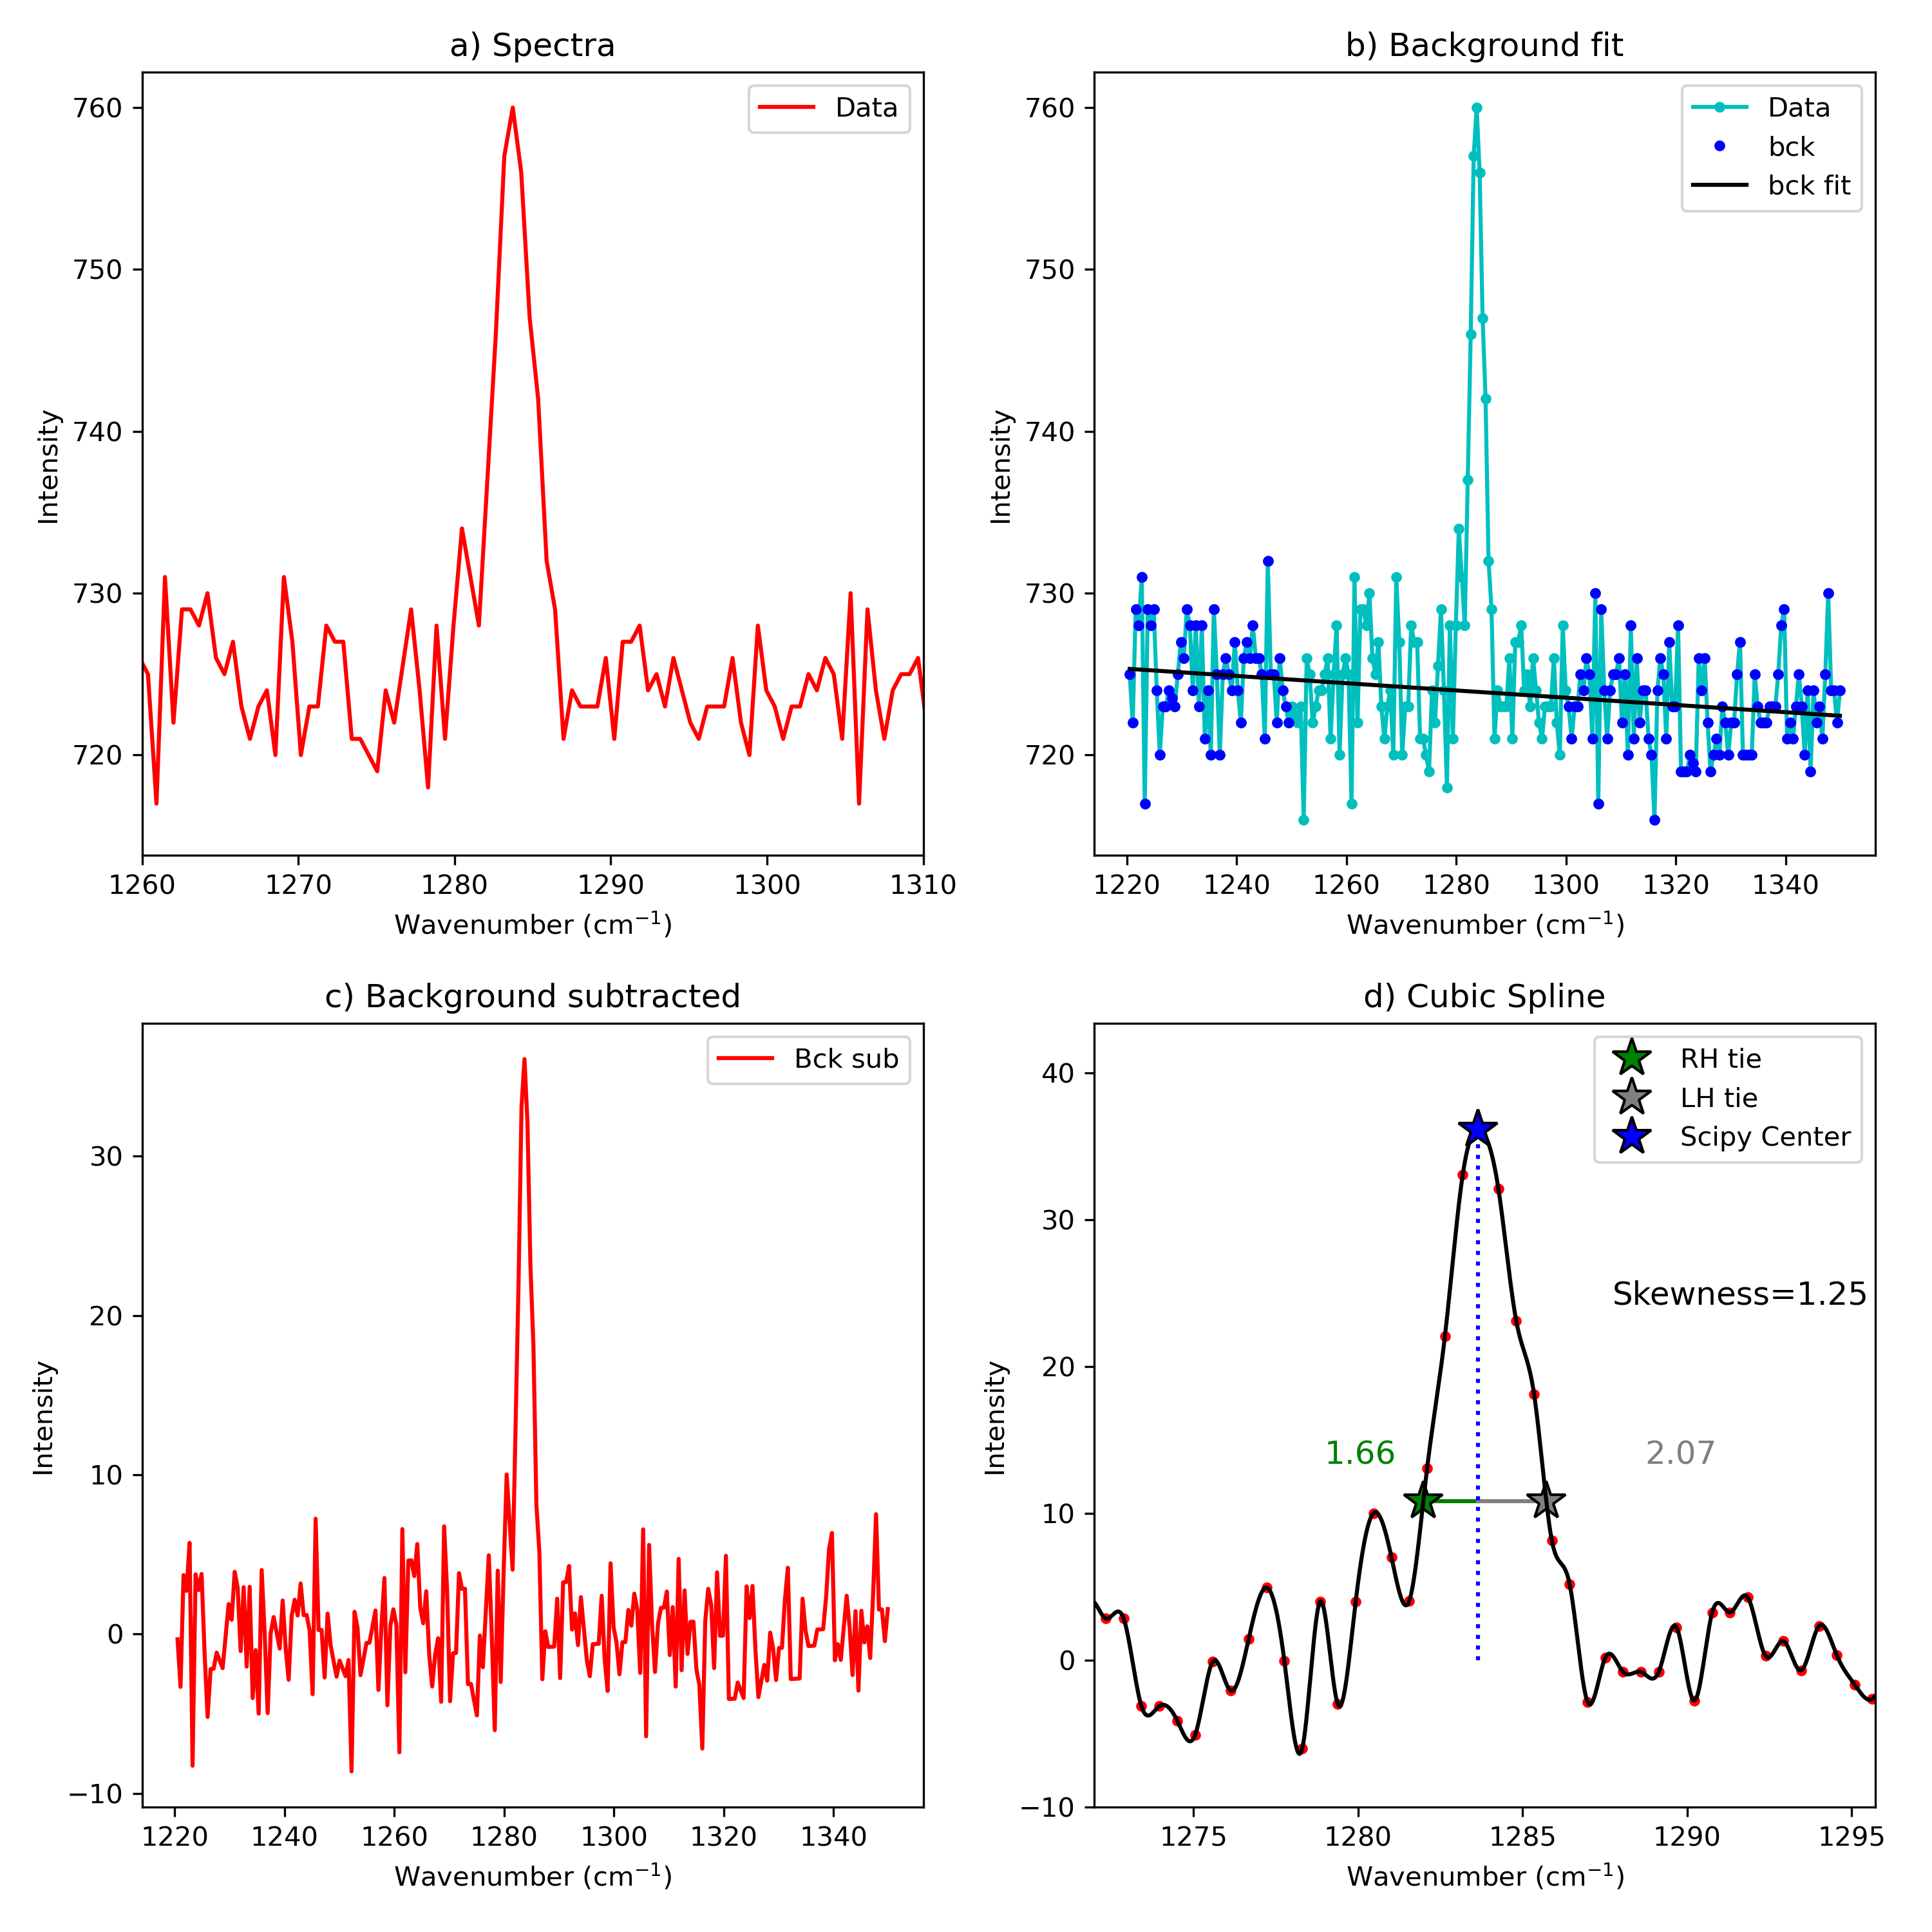 a) Spectra
Data
760
750
740
730
720
Intensity
1260 1270 1280 1290 1300 1310
Wavenumber (cm⁻¹)
b) Background fit
Data
bck
bck fit
760
750
740
730
720
Intensity
1220 1240 1260 1280 1300 1320 1340
Wavenumber (cm⁻¹)
c) Background subtracted
Bck sub
30
20
10
0
−10
Intensity
1220 1240 1260 1280 1300 1320 1340
Wavenumber (cm⁻¹)
d) Cubic Spline
RH tie
LH tie
Scipy Center
Skewness=1.25
1.66 2.07
40
30
20
10
0
−10
Intensity
1275 1280 1285 1290 1295
Wavenumber (cm⁻¹)